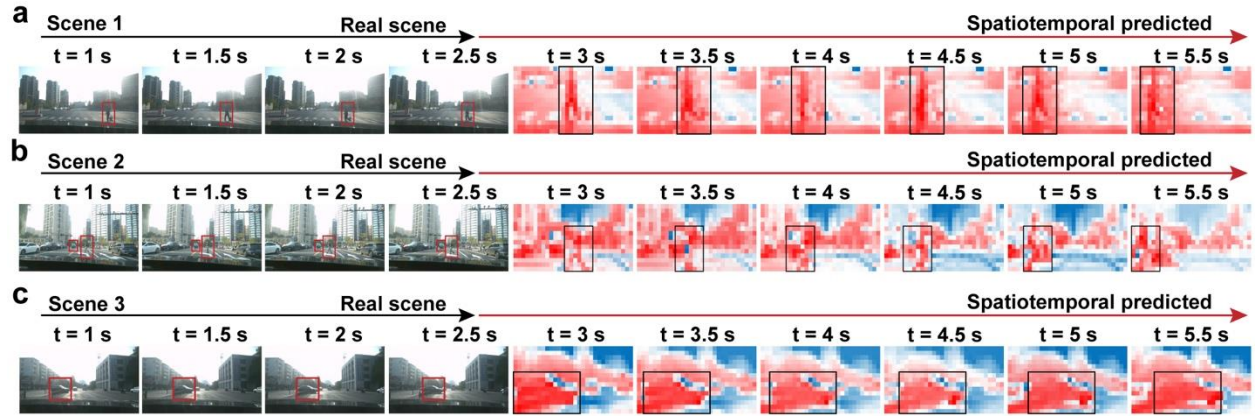 a
Scene 1 Real scene Spatiotemporal predicted
t = 1 s t = 1.5 s t = 2 s t = 2.5 s t = 3 s t = 3.5 s t = 4 s t = 4.5 s t = 5 s t = 5.5 s
b
Scene 2 Real scene Spatiotemporal predicted
t = 1 s t = 1.5 s t = 2 s t = 2.5 s t = 3 s t = 3.5 s t = 4 s t = 4.5 s t = 5 s t = 5.5 s
c
Scene 3 Real scene Spatiotemporal predicted
t = 1 s t = 1.5 s t = 2 s t = 2.5 s t = 3 s t = 3.5 s t = 4 s t = 4.5 s t = 5 s t = 5.5 s